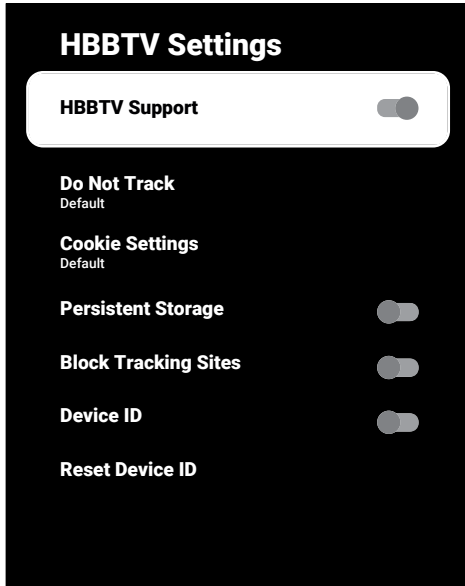 HBBTV Settings
HBBTV Support
Do Not Track
Default
Cookie Settings
Default
Persistent Storage
Block Tracking Sites
Device ID
Reset Device ID